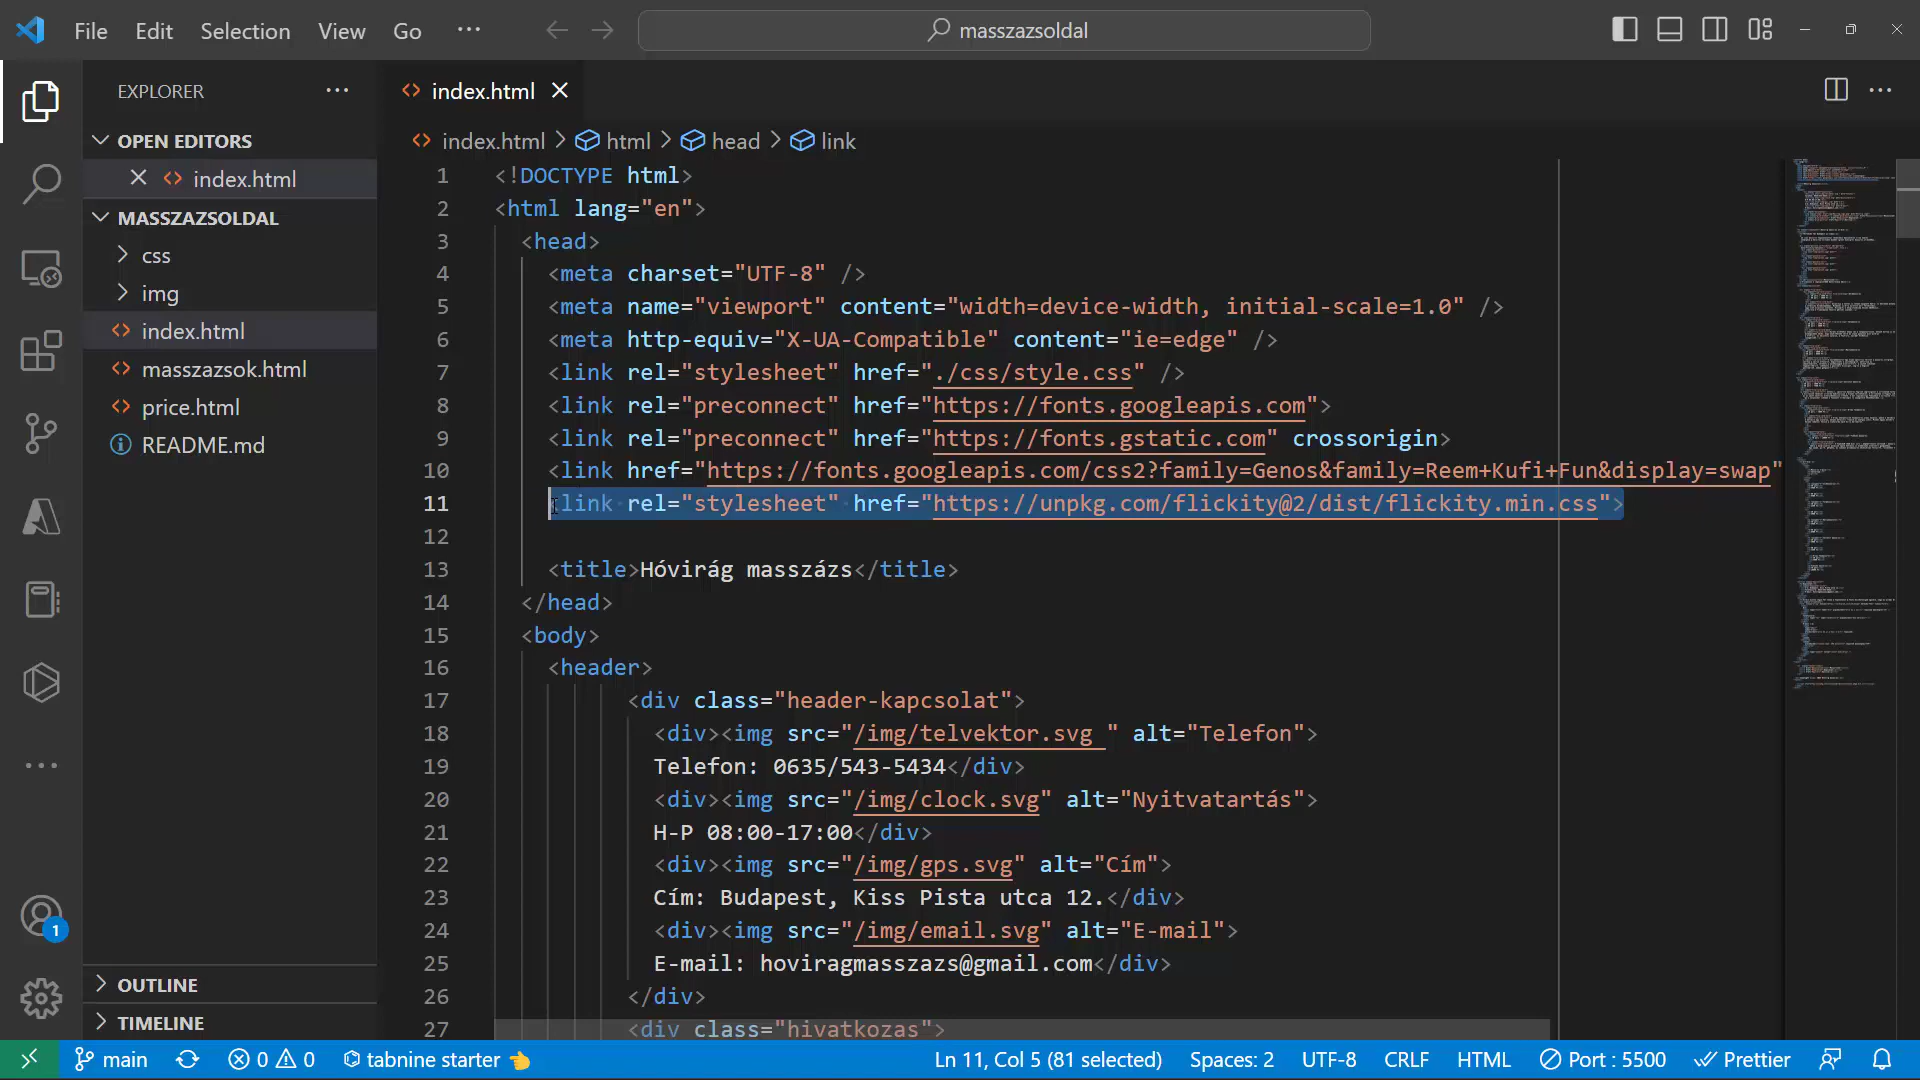 File Edit Selection View Go ···
masszazsoldal
EXPLORER ···
OPEN EDITORS
index.html
MASSZAZSOLDAL
css
img
index.html
masszazsok.html
price.html
README.md
OUTLINE
TIMELINE
1
index.html
index.html > html > head > link
1 <!DOCTYPE html>
2 <html lang="en">
3 <head>
4 <meta charset="UTF-8" />
5 <meta name="viewport" content="width=device-width, initial-scale=1.0" />
6 <meta http-equiv="X-UA-Compatible" content="ie=edge" />
7 <link rel="stylesheet" href="./css/style.css" />
8 <link rel="preconnect" href="https://fonts.googleapis.com">
9 <link rel="preconnect" href="https://fonts.gstatic.com" crossorigin>
10 <link href="https://fonts.googleapis.com/css2?family=Genos&family=Reem+Kufi+Fun&display=swap"
11 <link rel="stylesheet" href="https://unpkg.com/flickity@2/dist/flickity.min.css">
12
13 <title>Hóvirág masszázs</title>
14 </head>
15 <body>
16 <header>
17 <div class="header-kapcsolat">
18 <div><img src="/img/telvektor.svg " alt="Telefon">
19 Telefon: 0635/543-5434</div>
20 <div><img src="/img/clock.svg" alt="Nyitvatartás">
21 H-P 08:00-17:00</div>
22 <div><img src="/img/gps.svg" alt="Cím">
23 Cím: Budapest, Kiss Pista utca 12.</div>
24 <div><img src="/img/email.svg" alt="E-mail">
25 E-mail: hoviragmasszazs@gmail.com</div>
26 </div>
27 <div class="hivatkozas">
main 0 0 tabnine starter 👈 Ln 11, Col 5 (81 selected) Spaces: 2 UTF-8 CRLF HTML Port : 5500 Prettier